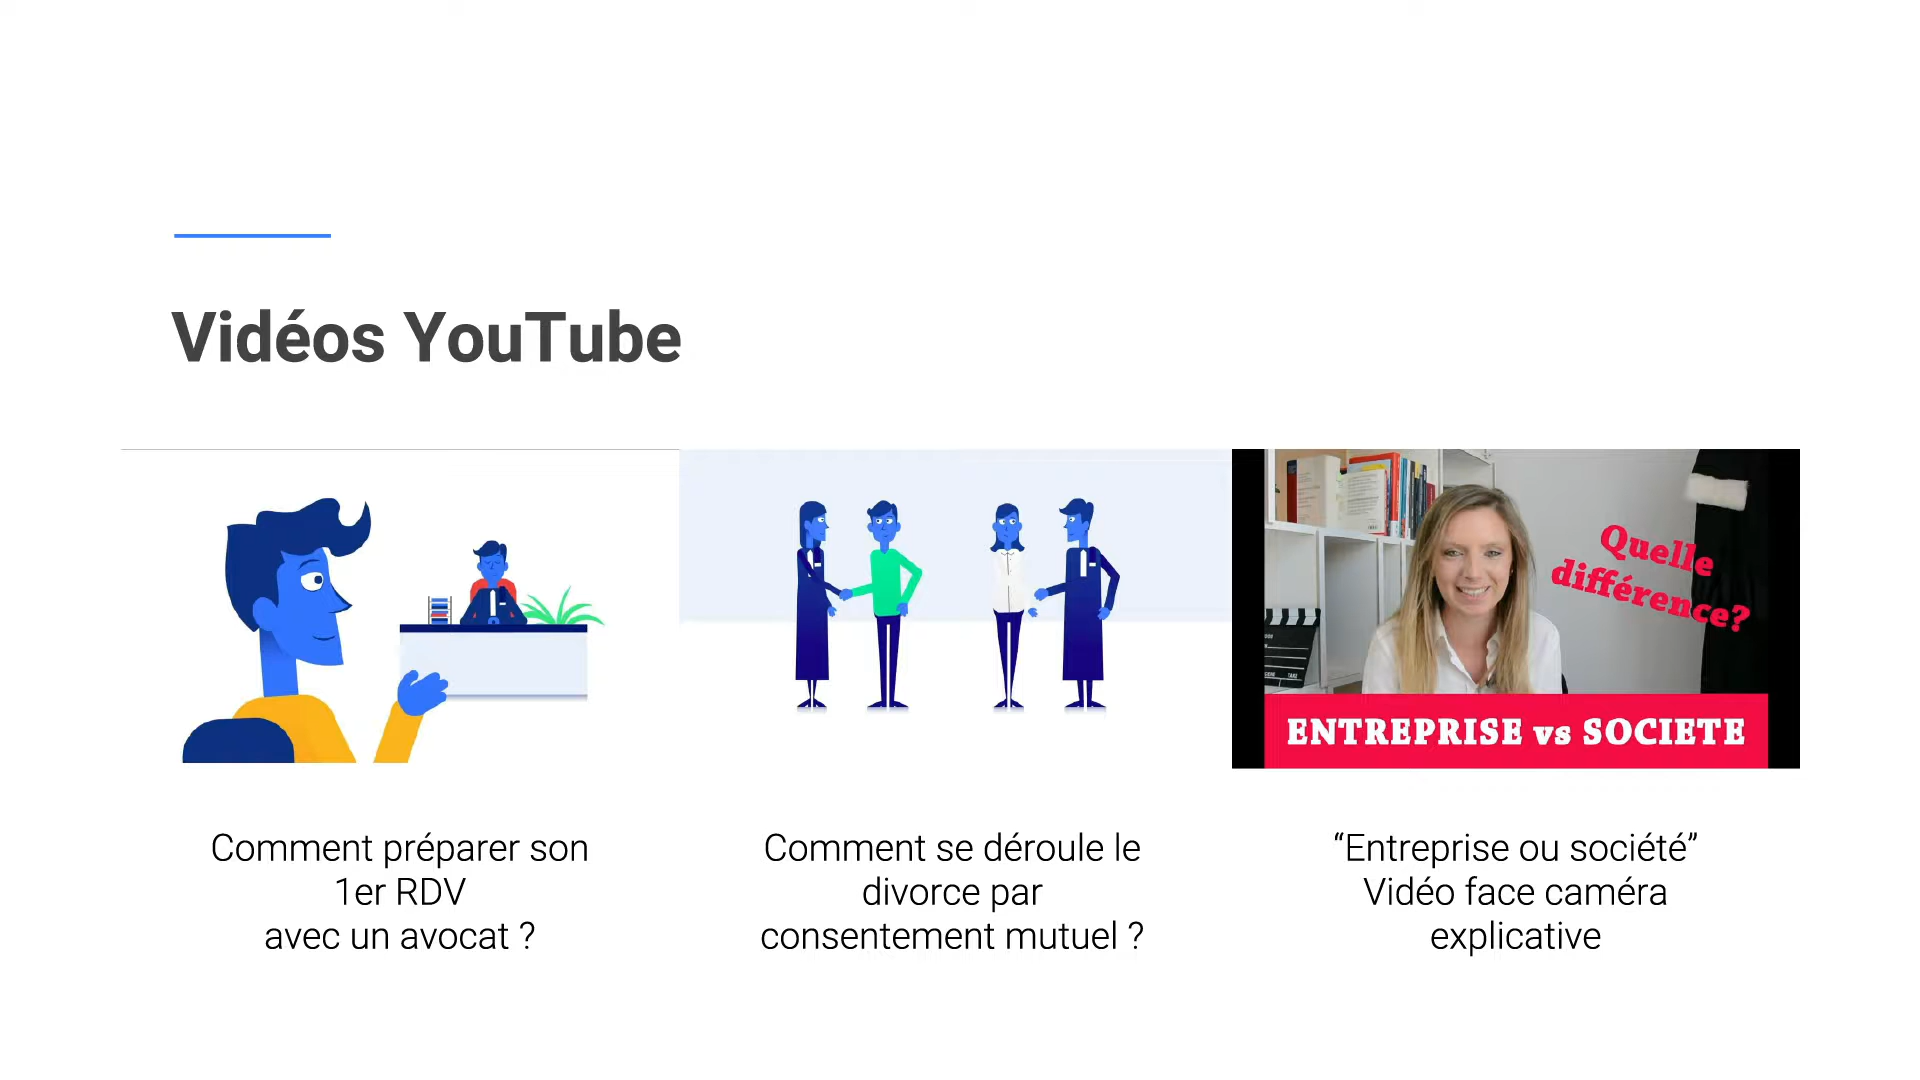 Vidéos YouTube
Quelle
différence?
ENTREPRISE vs SOCIETE
Comment préparer son
1er RDV
avec un avocat ?
Comment se déroule le
divorce par
consentement mutuel ?
“Entreprise ou société”
Vidéo face caméra
explicative